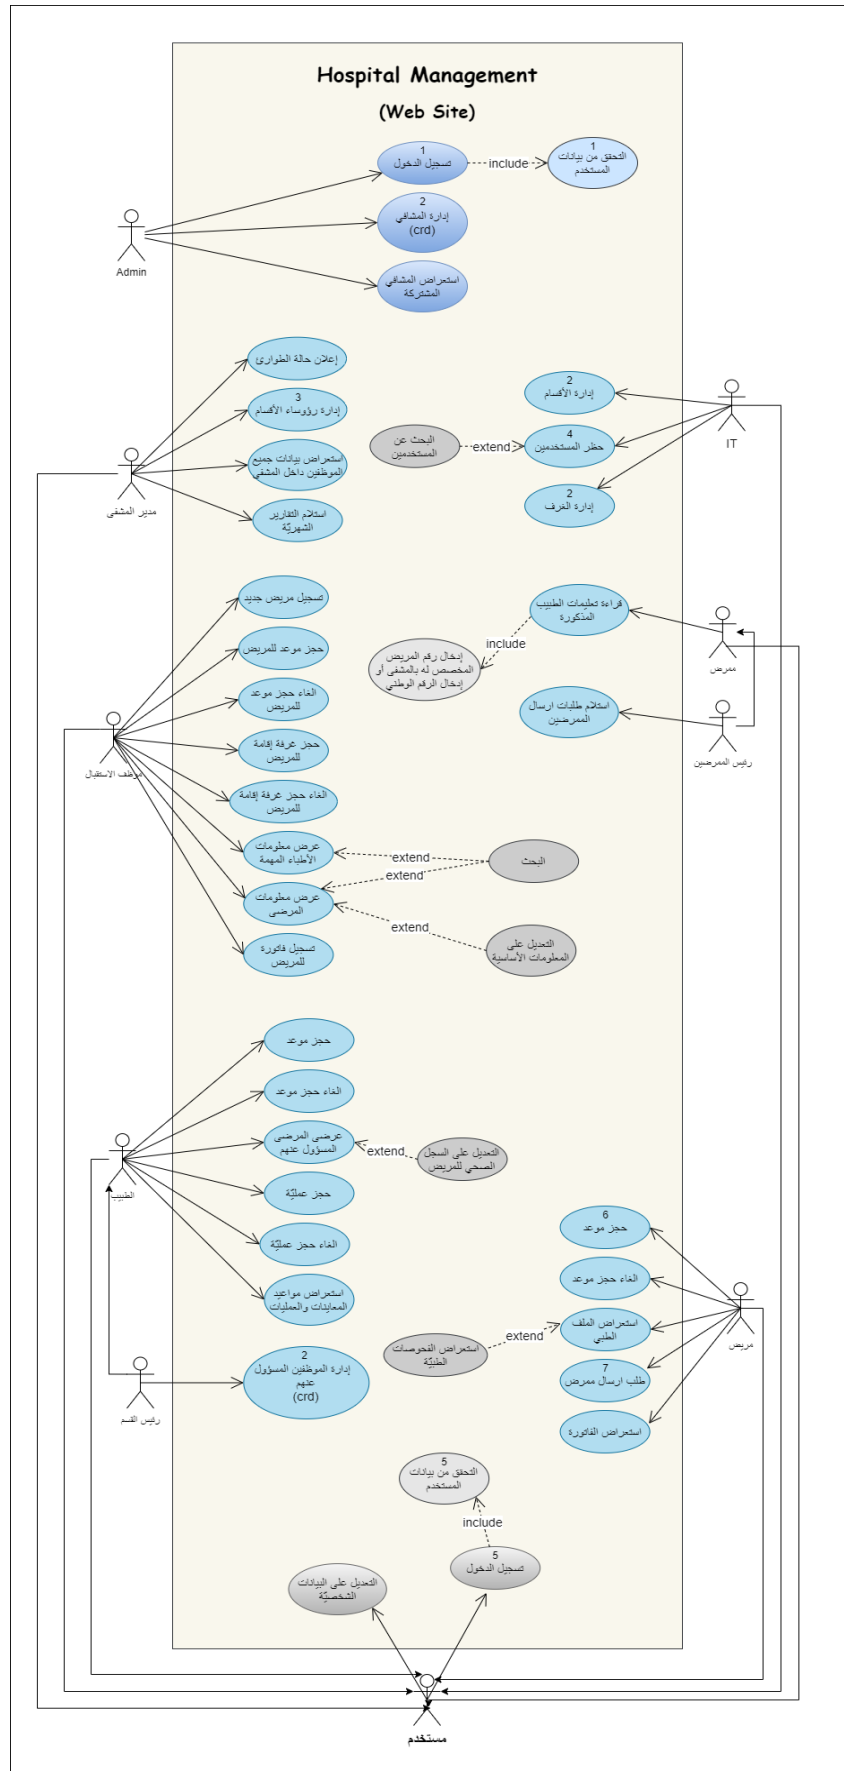 Hospital Management
(Web Site)
1
تسجيل الدخول
include
1
التحقق من بيانات
المستخدم
2
إدارة المشافي
(crd)
Admin
استعراض المشافي
المشتركة
إعلان حالة الطوارئ
3
إدارة رؤوساء الأقسام
استعراض بيانات جميع
الموظفين داخل المشفى
استلام التقارير
الشهريّة
مدير المشفى
2
إدارة الأقسام
البحث عن
المستخدمين
extend
4
حظر المستخدمين
2
إدارة الغرف
IT
تسجيل مريض جديد
حجز موعد للمريض
الغاء حجز موعد
للمريض
حجز غرفة إقامة
للمريض
الغاء حجز غرفة إقامة
للمريض
عرض معلومات
الأطباء المهمة
عرض معلومات
المرضى
تسجيل فاتورة
للمريض
موظف الاستقبال
قراءة تعليمات الطبيب
المذكورة
include
إدخال رقم المريض
المخصص له بالمشفى أو
إدخال الرقم الوطني
ممرض
استلام طلبات ارسال
الممرضين
رئيس الممرضين
extend
البحث
extend
extend
التعديل على
المعلومات الأساسية
حجز موعد
الغاء حجز موعد
عرضى المرضى
المسؤول عنهم
extend
التعديل على السجل
الصحي للمريض
حجز عمليّة
الغاء حجز عمليّة
استعراض مواعيد
المعاينات والعمليات
الطبيب
2
إدارة الموظفين المسؤول
عنهم
(crd)
رئيس القسم
6
حجز موعد
الغاء حجز موعد
استعراض الملف
الطبي
extend
استعراض الفحوصات
الطبيّة
7
طلب ارسال ممرض
استعراض الفاتورة
مريض
5
التحقق من بيانات
المستخدم
include
5
تسجيل الدخول
التعديل على البيانات
الشخصيّة
مستخدم